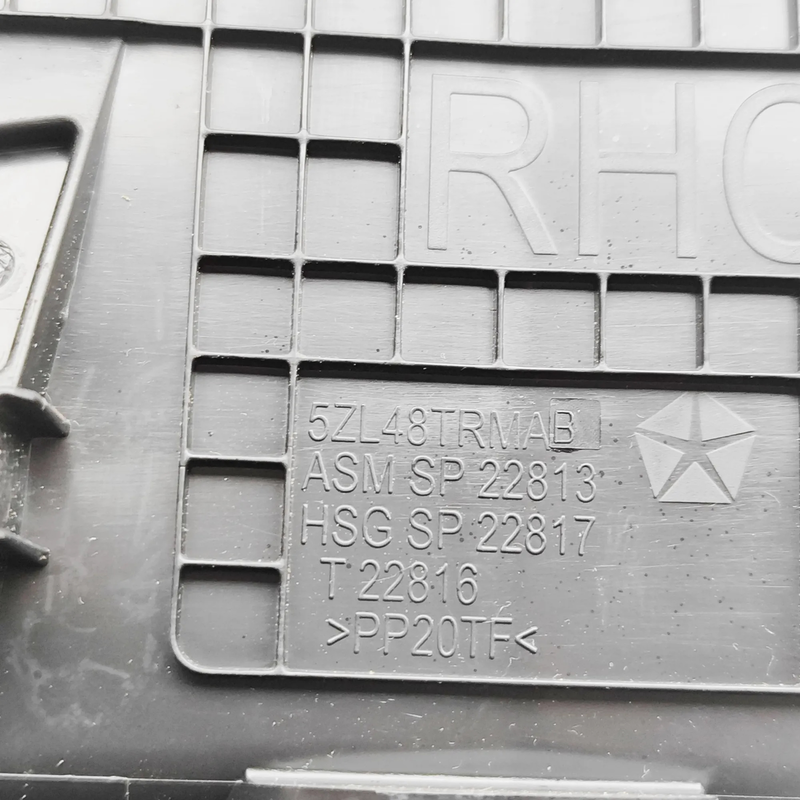 RHO
5ZL48TRMAB
ASM SP 22813
HSG SP 22817
T 22816
>PP20TF<